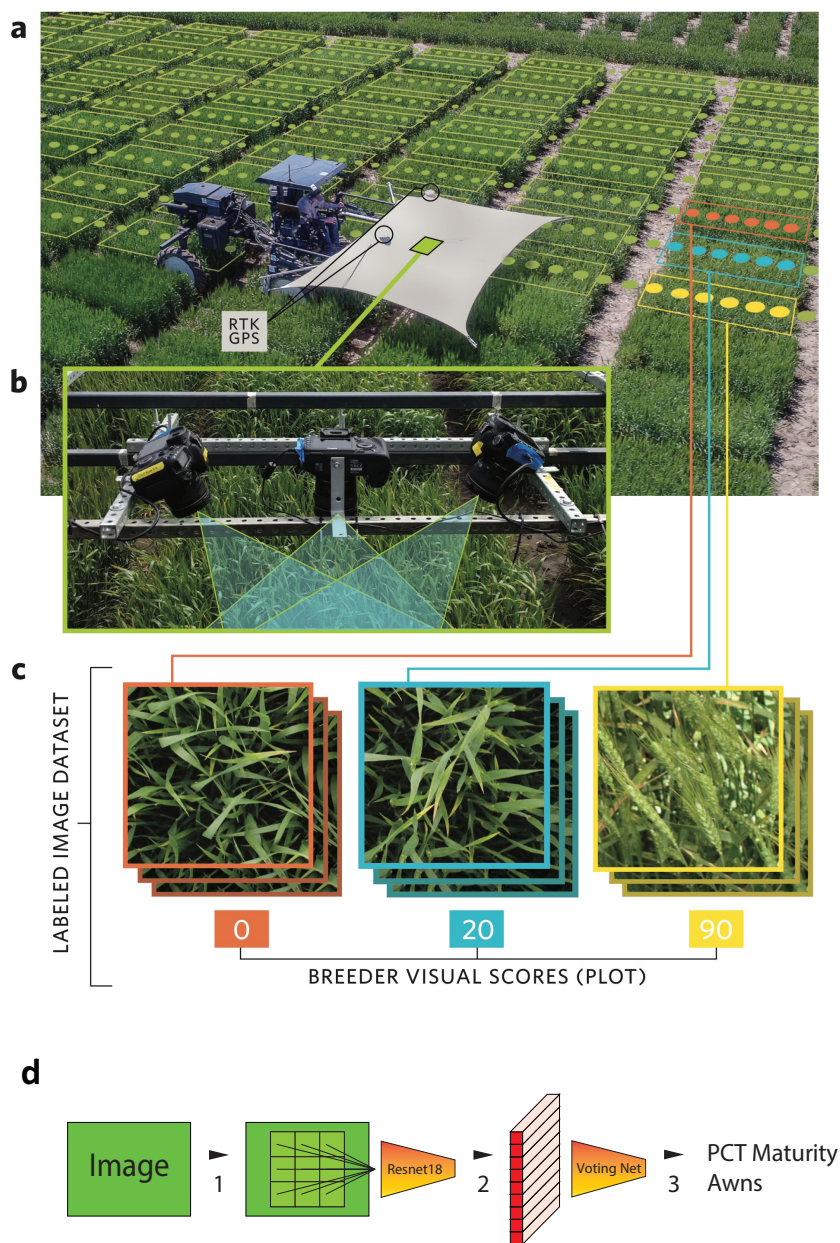 a
RTK
GPS
b
c
LABELED IMAGE DATASET
0
20
90
BREEDER VISUAL SCORES (PLOT)
d
Image
1
Resnet18
2
Voting Net
3
PCT Maturity
Awns